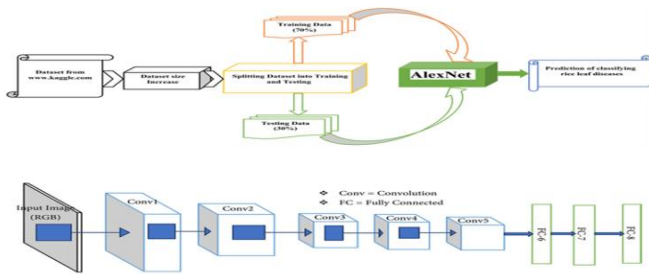 Training Data
(70%)
Dataset from
www.kaggle.com
Dataset size
Increase
Splitting Dataset into Training
and Testing
AlexNet
Prediction of classifying
rice leaf diseases
Testing Data
(30%)
Conv = Convolution
FC = Fully Connected
Input Image
(RGB)
Conv1
Conv2
Conv3
Conv4
Conv5
FC-6
FC-7
FC-8